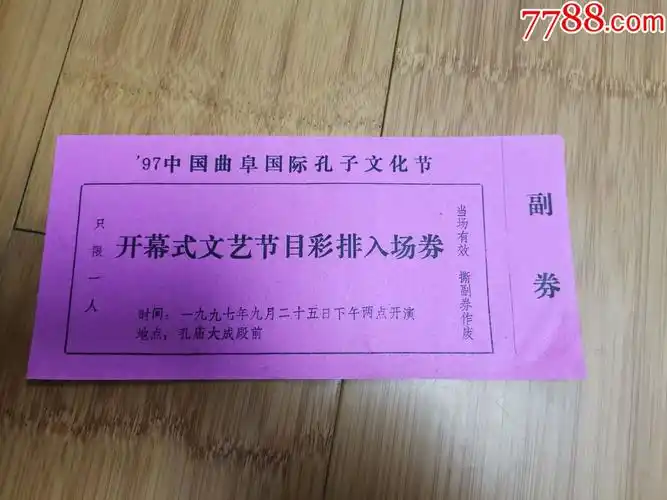 7788.com
'97中国曲阜国际孔子文化节
只限一人
开幕式文艺节目彩排入场券
当场有效 撕副券作废
时间：一九九七年九月二十五日下午两点开演
地点：孔庙大成殿前
副券